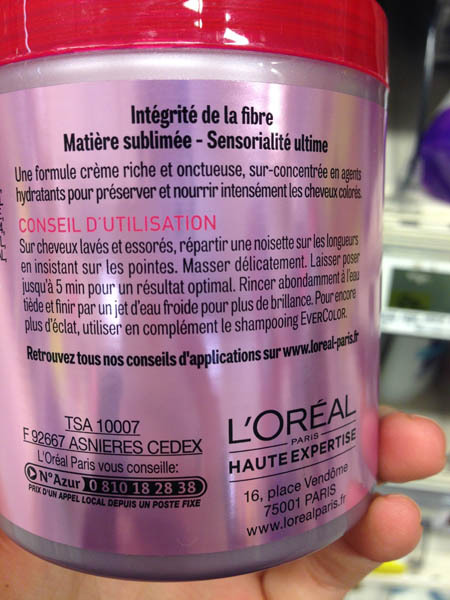 Intégrité de la fibre
Matière sublimée - Sensorialité ultime
Une formule crème riche et onctueuse, sur-concentrée en agents
hydratants pour préserver et nourrir intensément les cheveux colorés.
CONSEIL D'UTILISATION
Sur cheveux lavés et essorés, répartir une noisette sur les longueurs
en insistant sur les pointes. Masser délicatement. Laisser poser
jusqu'à 5 min pour un résultat optimal. Rincer abondamment à l'eau
tiède et finir par un jet d'eau froide pour plus de brillance. Pour encore
plus d'éclat, utiliser en complément le shampooing EVERCOLOR.
Retrouvez tous nos conseils d'applications sur www.loreal-paris.fr
TSA 10007
F 92667 ASNIERES CEDEX
L'Oréal Paris vous conseille:
N° Azur 0 810 18 28 38
PRIX D'UN APPEL LOCAL DEPUIS UN POSTE FIXE
L'ORÉAL
PARIS
HAUTE EXPERTISE
16, place Vendôme
75001 PARIS
www.loreal-paris.fr